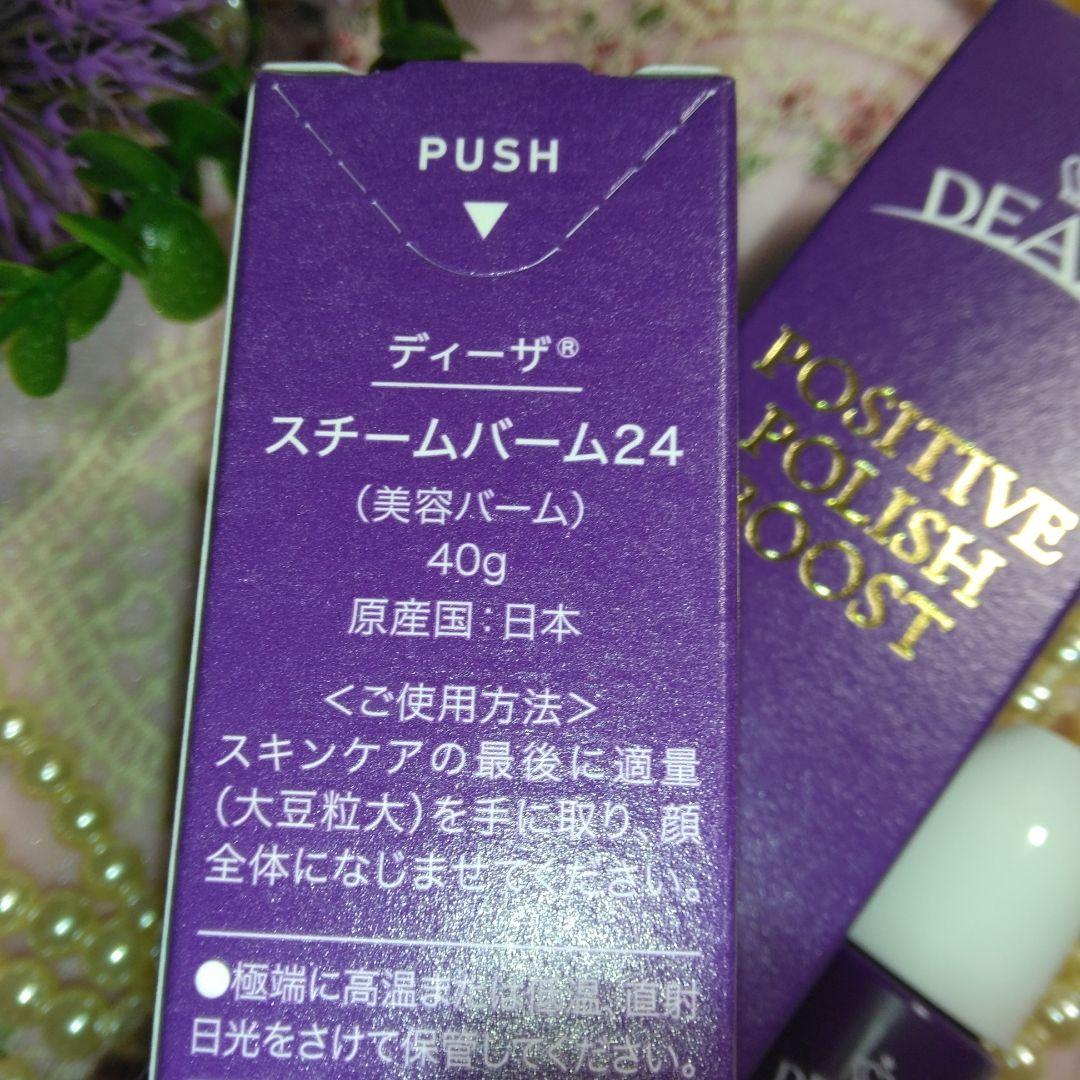 PUSH
ディーザ®
スチームバーム24
（美容バーム）
40g
原産国：日本
＜ご使用方法＞
スキンケアの最後に適量
（大豆粒大）を手に取り、顔
全体になじませてください。
●極端に高温または低温、直射
日光をさけて保管してください。
POSITIVE
POLISH
BOOST